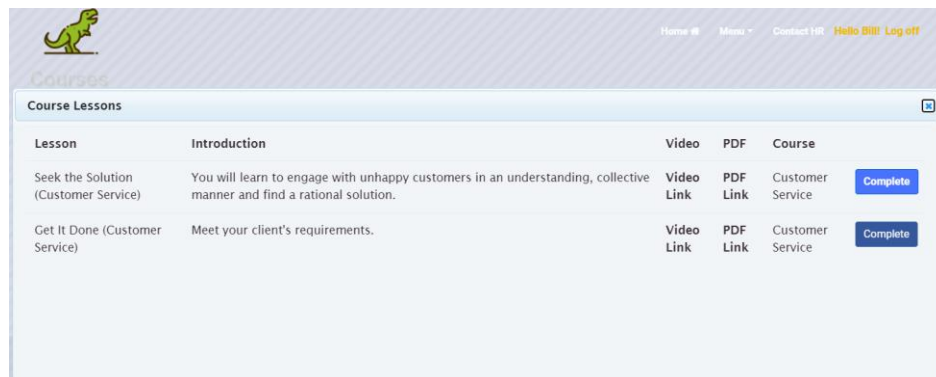 Home Menu Contact HR Hello Bill! Log off
Courses
Course Lessons
Lesson Introduction Video PDF Course
Seek the Solution You will learn to engage with unhappy customers in an understanding, collective Video PDF Customer Complete
(Customer Service) manner and find a rational solution. Link Link Service
Get It Done (Customer Meet your client's requirements. Video PDF Customer Complete
Service) Link Link Service